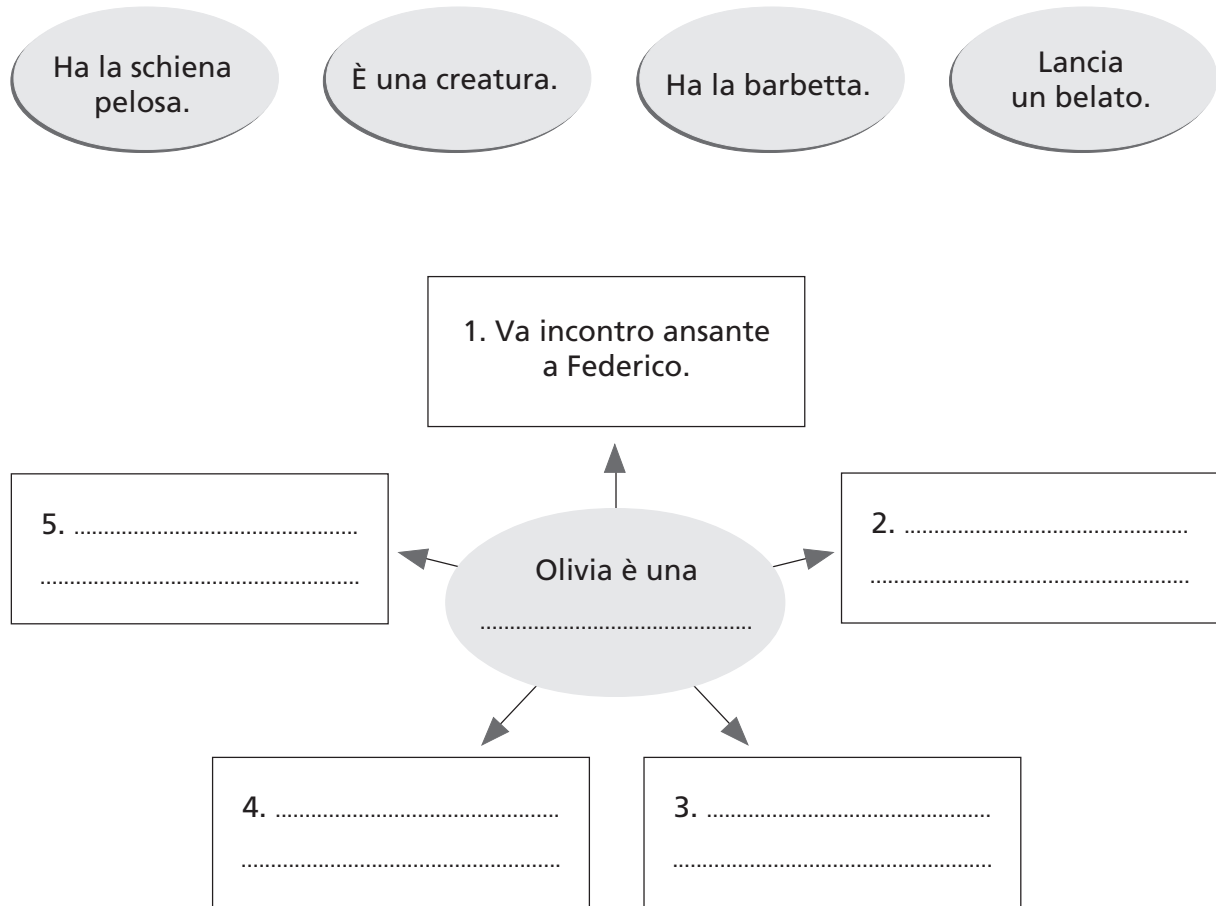 Ha la schiena
pelosa.
È una creatura.
Ha la barbetta.
Lancia
un belato.
1. Va incontro ansante
a Federico.
5. ................................................
......................................................
Olivia è una
..............................................
2. ................................................
......................................................
4. ................................................
......................................................
3. ................................................
......................................................